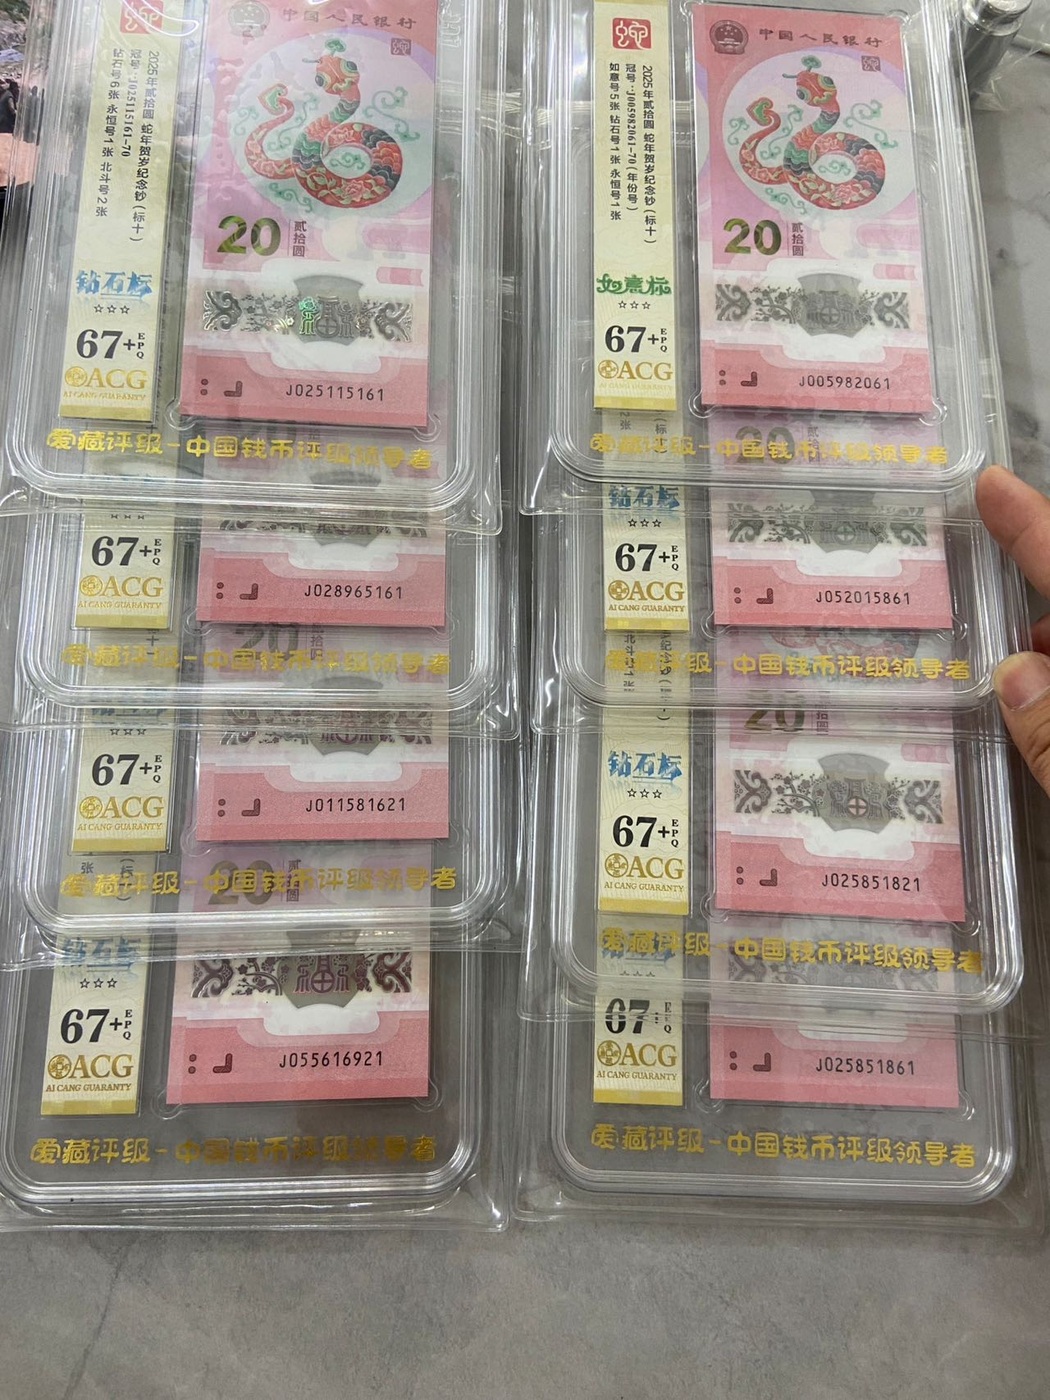 2025年贰拾圆 蛇年贺岁纪念钞(标十)
冠号:J025115161-70
钻石号6张 永恒号1张 北斗号2张
钻石标
☆☆☆
67+EPQ
ACG
AI CANG GUARANTY
中国人民银行
20
贰拾圆
J025115161
爱藏评级-中国钱币评级领导者
2025年贰拾圆 蛇年贺岁纪念钞(标十)
冠号:J005982061-70(年份号)
如意号5张 钻石号1张 永恒号1张
如意标
☆☆☆
67+EPQ
ACG
AI CANG GUARANTY
中国人民银行
20
贰拾圆
J005982061
爱藏评级-中国钱币评级领导者
67+EPQ
ACG
AI CANG GUARANTY
J028965161
爱藏评级-中国钱币评级领导者
钻石标
☆☆☆
67+EPQ
ACG
AI CANG GUARANTY
J052015861
爱藏评级-中国钱币评级领导者
☆☆☆
67+EPQ
ACG
AI CANG GUARANTY
J011581621
爱藏评级-中国钱币评级领导者
20
钻石标
☆☆☆
67+EPQ
ACG
AI CANG GUARANTY
J025851821
爱藏评级-中国钱币评级领导者
20
钻石标
☆☆☆
67+EPQ
ACG
AI CANG GUARANTY
J055616921
爱藏评级-中国钱币评级领导者
67
ACG
AI CANG GUARANTY
J025851861
爱藏评级-中国钱币评级领导者